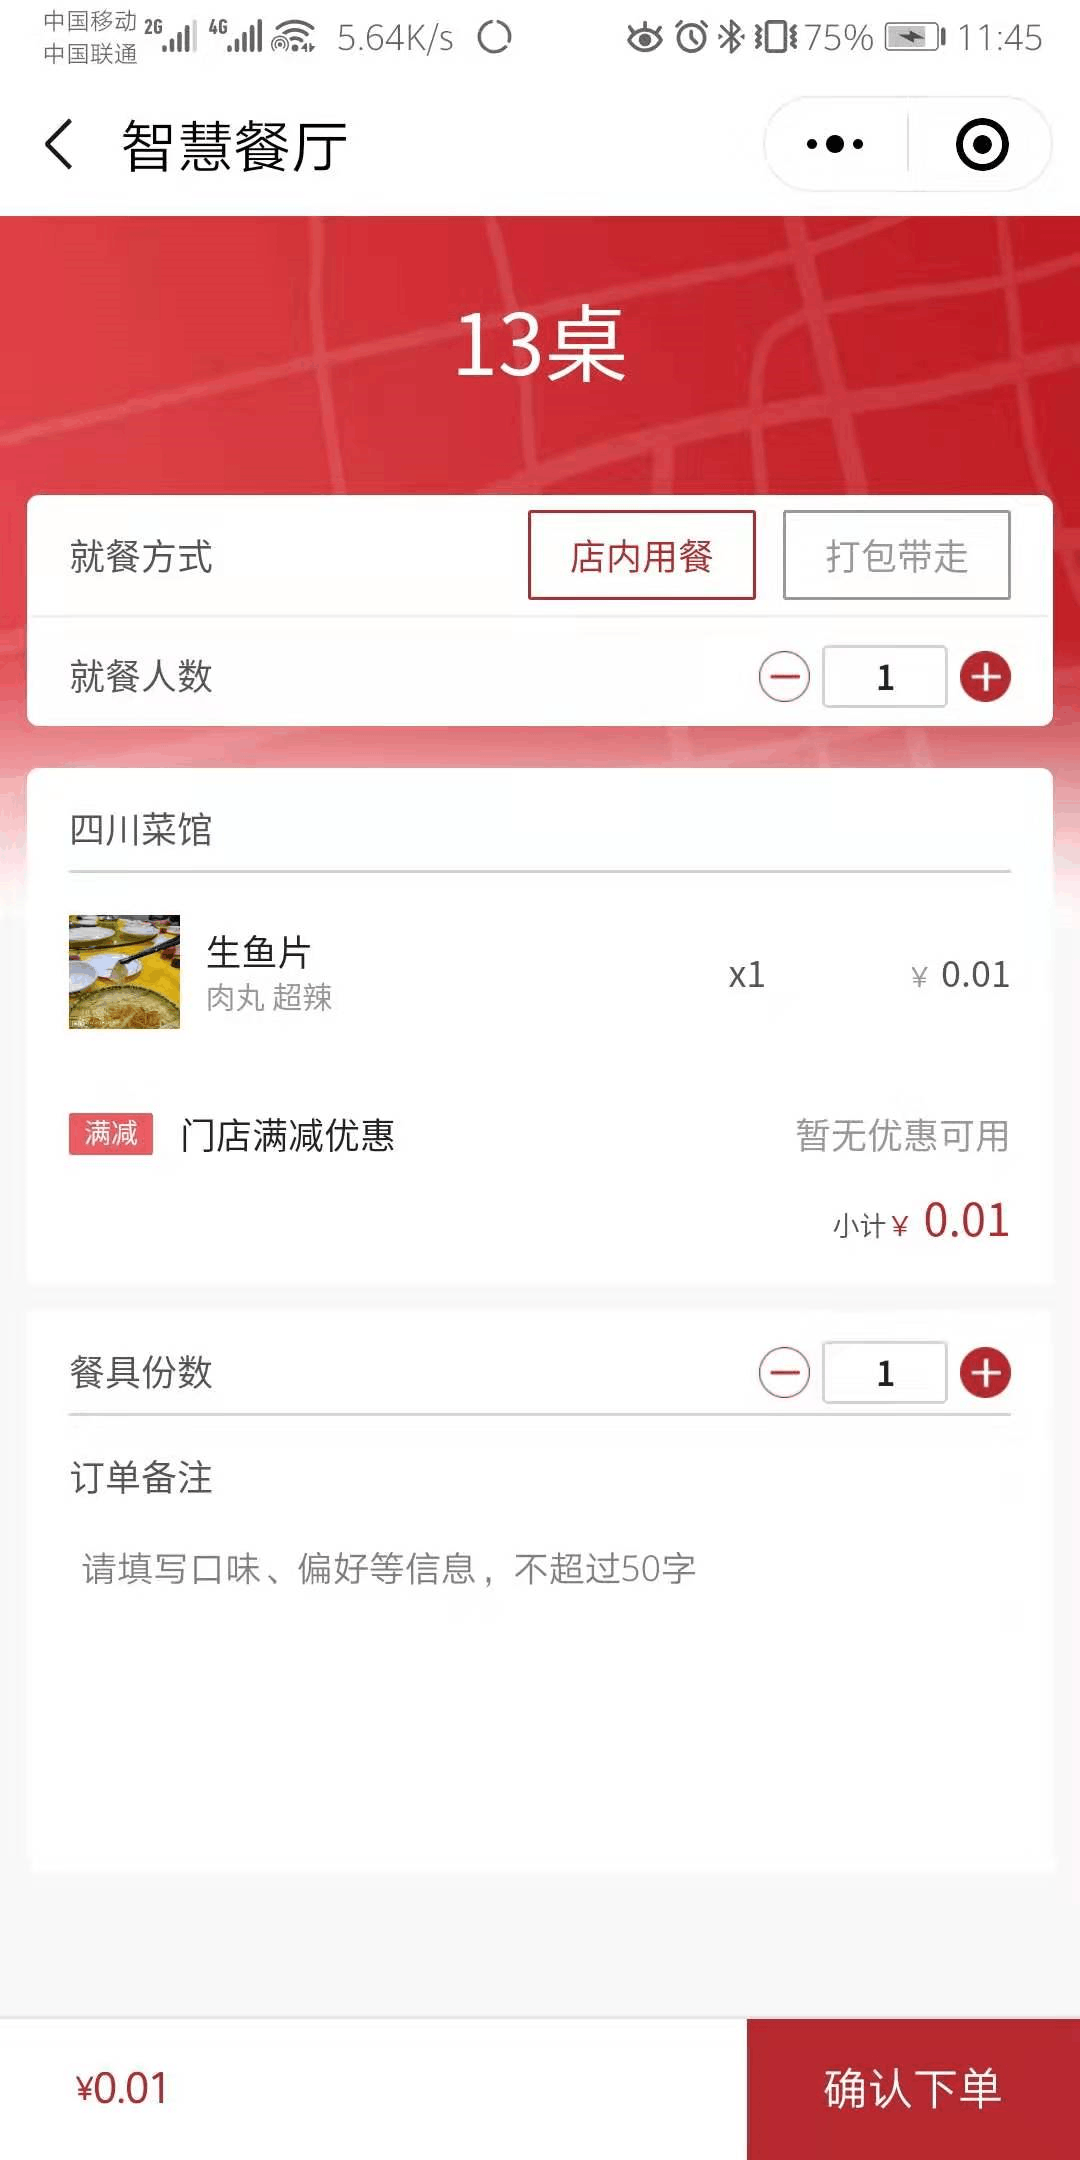 中国移动 2G 4G 5.64K/s 75% 11:45
中国联通
智慧餐厅
13桌
就餐方式 店内用餐 打包带走
就餐人数 1
四川菜馆
生鱼片 x1 ¥ 0.01
肉丸 超辣
满减 门店满减优惠 暂无优惠可用
小计¥ 0.01
餐具份数 1
订单备注
请填写口味、偏好等信息，不超过50字
¥0.01 确认下单